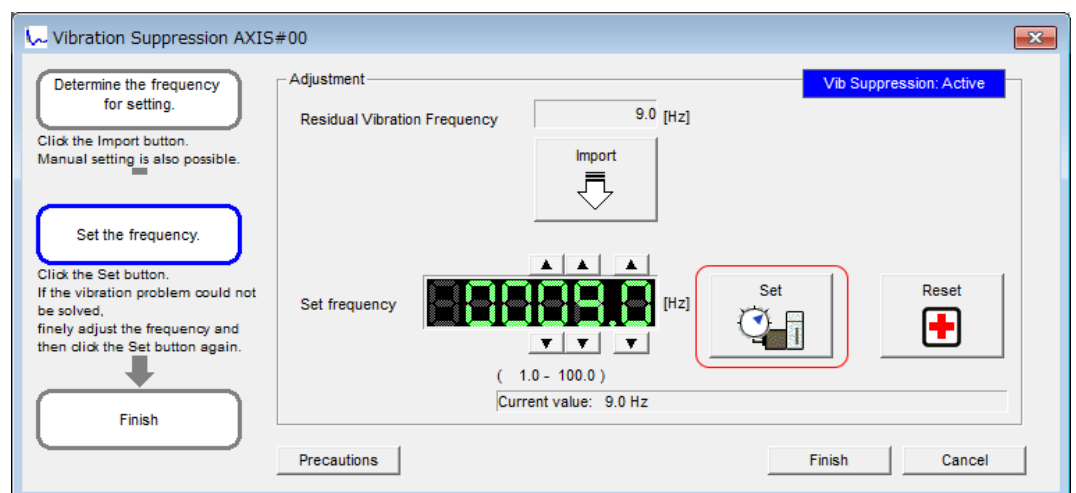 Vibration Suppression AXIS#00
Determine the frequency
for setting.
Click the Import button.
Manual setting is also possible.
Set the frequency.
Click the Set button.
If the vibration problem could not
be solved,
finely adjust the frequency and
then click the Set button again.
Finish
Adjustment
Vib Suppression: Active
Residual Vibration Frequency 9.0 [Hz]
Import
Set frequency 0009.0 [Hz]
Set
Reset
( 1.0 - 100.0 )
Current value: 9.0 Hz
Precautions
Finish
Cancel